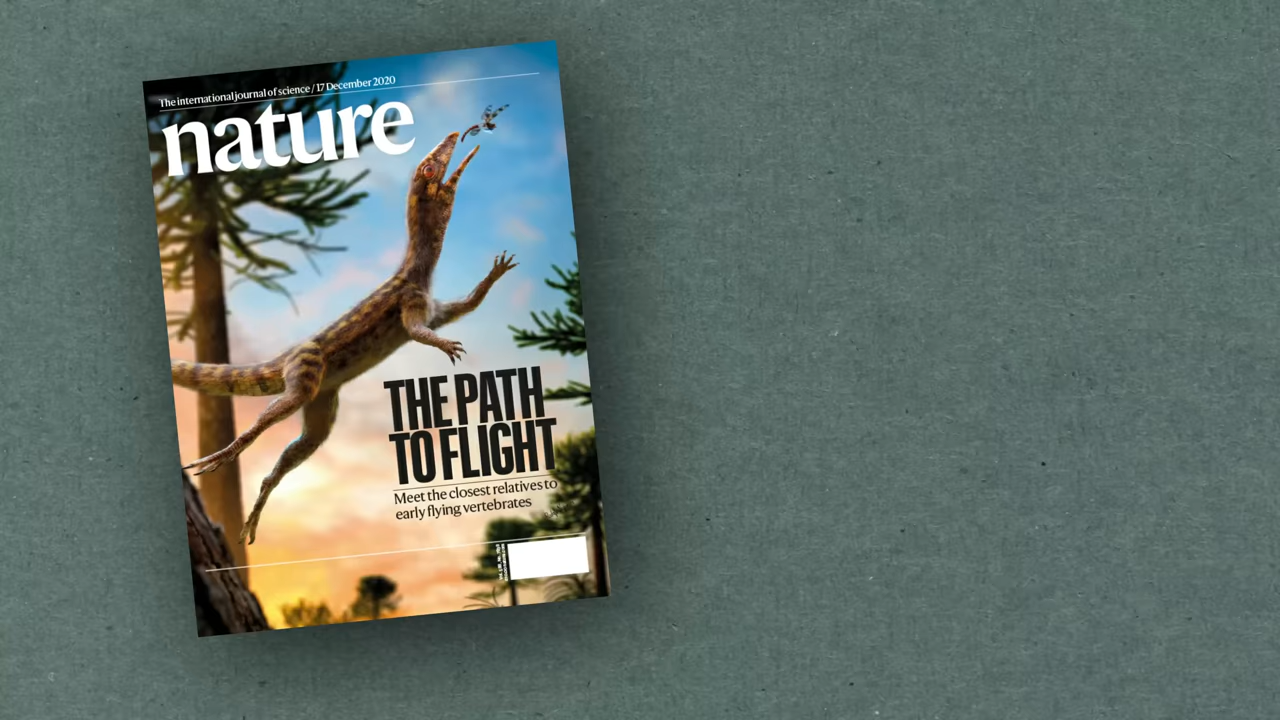 The international journal of science / 17 December 2020
nature
THE PATH
TO FLIGHT
Meet the closest relatives to
early flying vertebrates